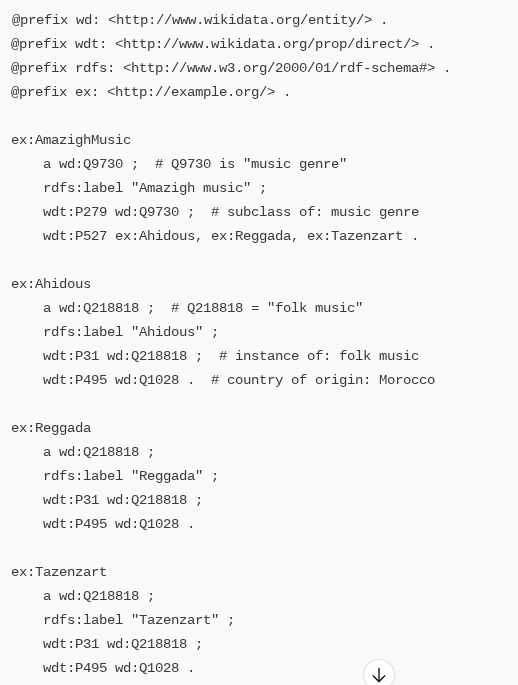 @prefix wd: <http://www.wikidata.org/entity/> .
@prefix wdt: <http://www.wikidata.org/prop/direct/> .
@prefix rdfs: <http://www.w3.org/2000/01/rdf-schema#> .
@prefix ex: <http://example.org/> .

ex:AmazighMusic
    a wd:Q9730 ;  # Q9730 is "music genre"
    rdfs:label "Amazigh music" ;
    wdt:P279 wd:Q9730 ;  # subclass of: music genre
    wdt:P527 ex:Ahidous, ex:Reggada, ex:Tazenzart .

ex:Ahidous
    a wd:Q218818 ;  # Q218818 = "folk music"
    rdfs:label "Ahidous" ;
    wdt:P31 wd:Q218818 ;  # instance of: folk music
    wdt:P495 wd:Q1028 .  # country of origin: Morocco

ex:Reggada
    a wd:Q218818 ;
    rdfs:label "Reggada" ;
    wdt:P31 wd:Q218818 ;
    wdt:P495 wd:Q1028 .

ex:Tazenzart
    a wd:Q218818 ;
    rdfs:label "Tazenzart" ;
    wdt:P31 wd:Q218818 ;
    wdt:P495 wd:Q1028 .